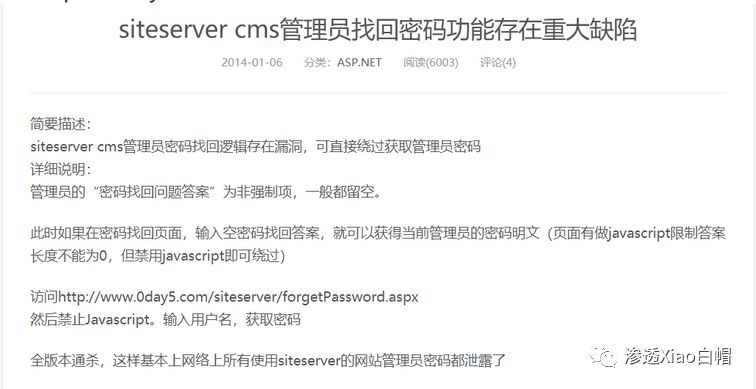 siteserver cms管理员找回密码功能存在重大缺陷
2014-01-06 分类：ASP.NET 阅读(6003) 评论(4)
简要描述：
siteserver cms管理员密码找回逻辑存在漏洞，可直接绕过获取管理员密码
详细说明：
管理员的“密码找回问题答案”为非强制项，一般都留空。
此时如果在密码找回页面，输入空密码找回答案，就可以获得当前管理员的密码明文（页面有做javascript限制答案
长度不能为0，但禁用javascript即可绕过）
访问http://www.0day5.com/siteserver/forgetPassword.aspx
然后禁止Javascript。输入用户名，获取密码
全版本通杀，这样基本上网络上所有使用siteserver的网站管理员密码都泄露了
渗透Xiao白帽